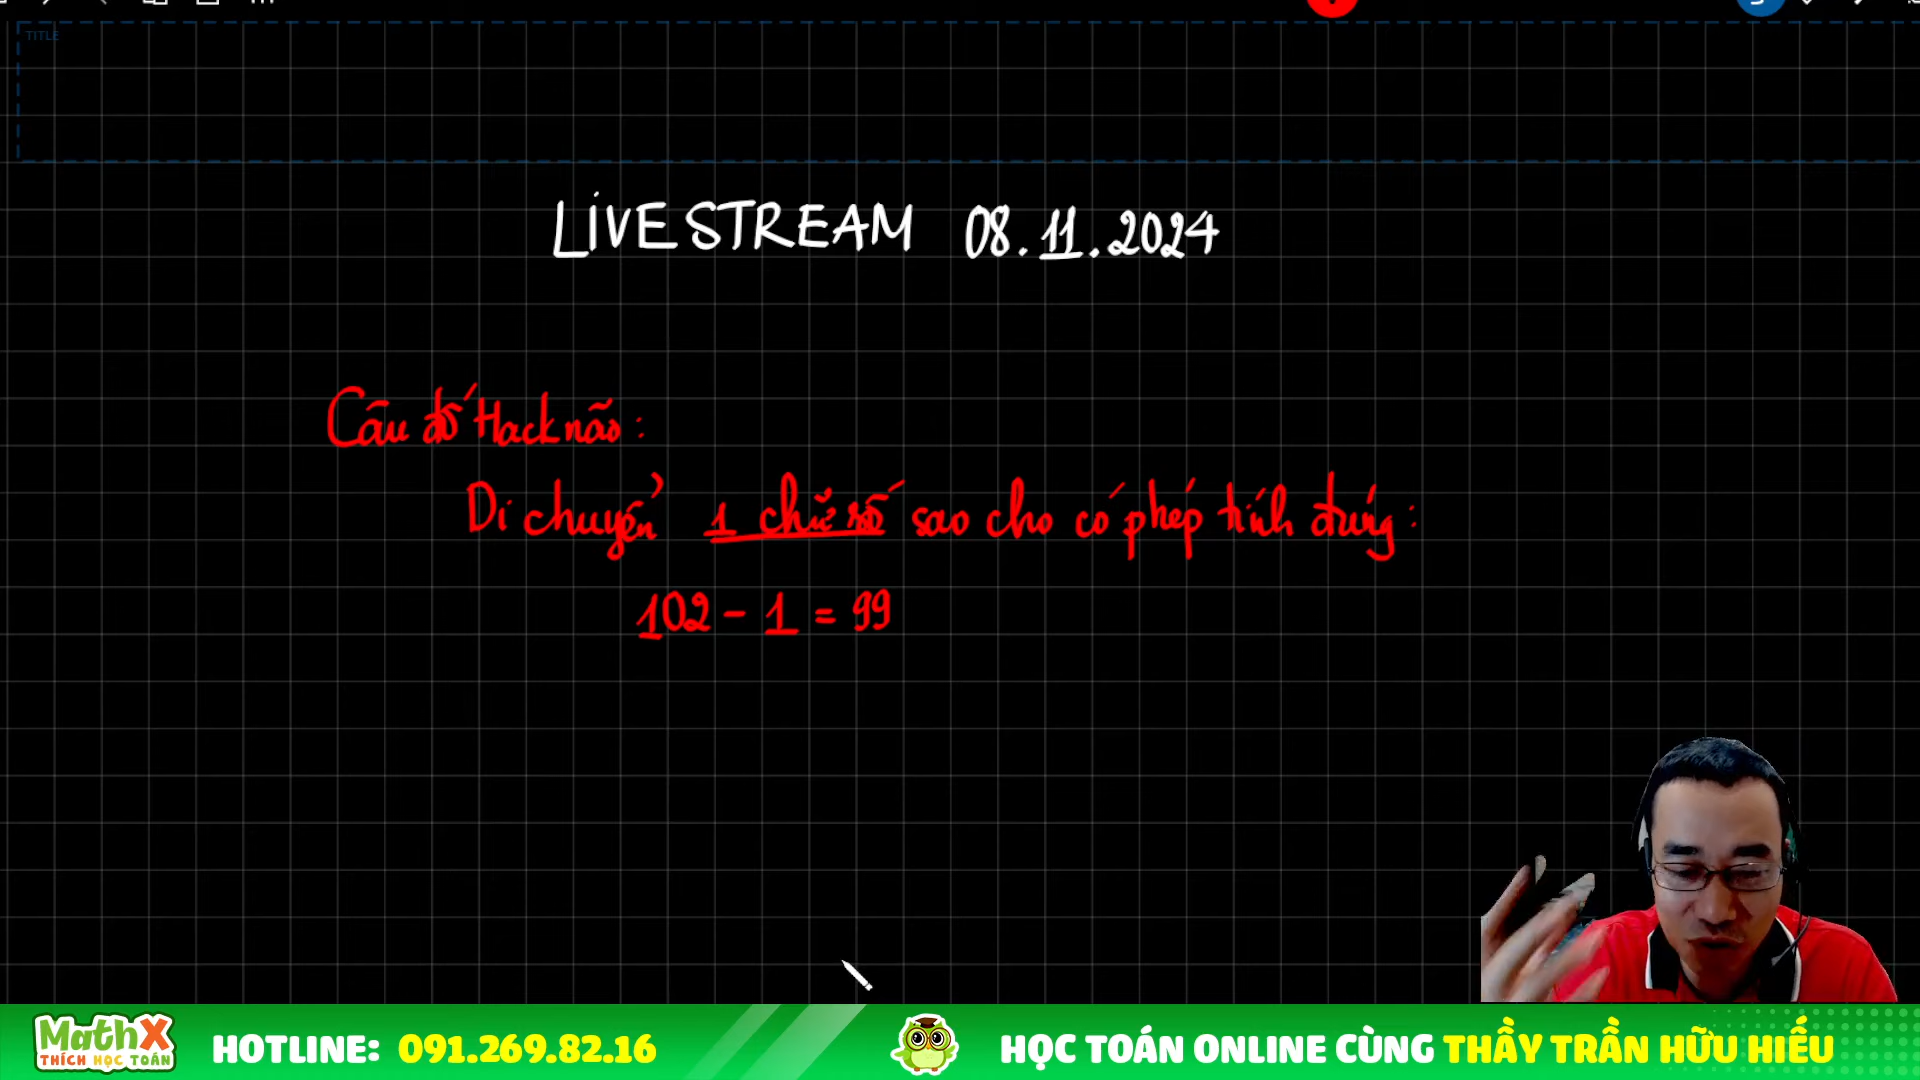 TITLE
LIVESTREAM 08.11.2024
Câu đố Hack não:
Di chuyển 1 chữ số sao cho có phép tính đúng:
102 - 1 = 99
MathX
THÍCH HỌC TOÁN
HOTLINE: 091.269.82.16
HỌC TOÁN ONLINE CÙNG THẦY TRẦN HỮU HIẾU